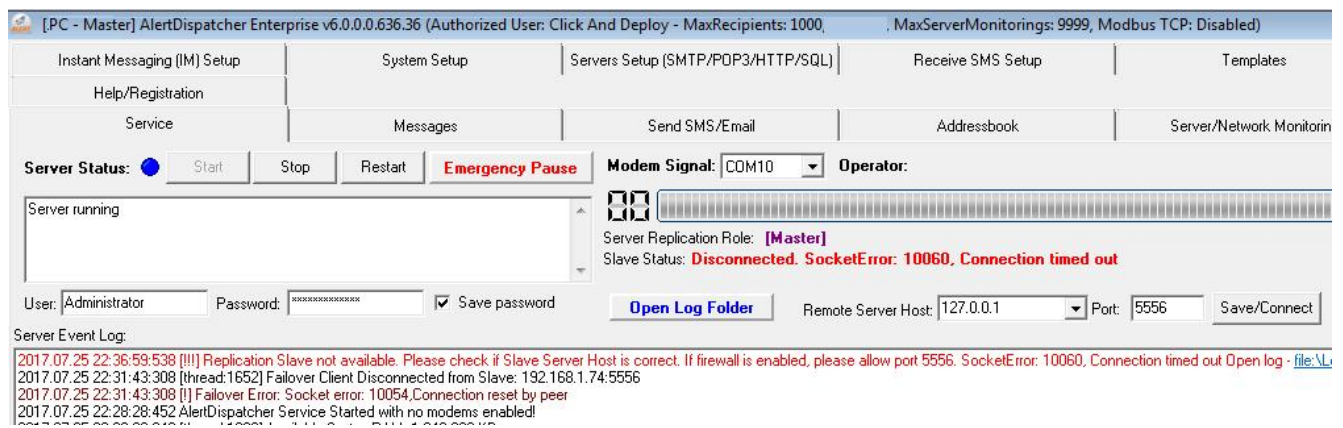 [.PC - Master] AlertDispatcher Enterprise v6.0.0.0.636.36 (Authorized User: Click And Deploy - MaxRecipients: 1000, , MaxServerMonitorings: 9999, Modbus TCP: Disabled)
Instant Messaging (IM) Setup System Setup Servers Setup (SMTP/POP3/HTTP/SQL) Receive SMS Setup Templates
Help/Registration
Service Messages Send SMS/Email Addressbook Server/Network Monitorin
Server Status: Start Stop Restart Emergency Pause Modem Signal: COM10 Operator:
Server running
Server Replication Role: [Master]
Slave Status: Disconnected. SocketError: 10060, Connection timed out
User: Administrator Password: ************* Save password Open Log Folder Remote Server Host: 127.0.0.1 Port: 5556 Save/Connect
Server Event Log:
2017.07.25 22:36:59:538 [!!!] Replication Slave not available. Please check if Slave Server Host is correct. If firewall is enabled, please allow port 5556. SocketError: 10060, Connection timed out Open log - file:\L
2017.07.25 22:31:43:308 [thread:1652] Failover Client Disconnected from Slave: 192.168.1.74:5556
2017.07.25 22:31:43:308 [!] Failover Error: Socket error: 10054,Connection reset by peer
2017.07.25 22:28:28:452 AlertDispatcher Service Started with no modems enabled!